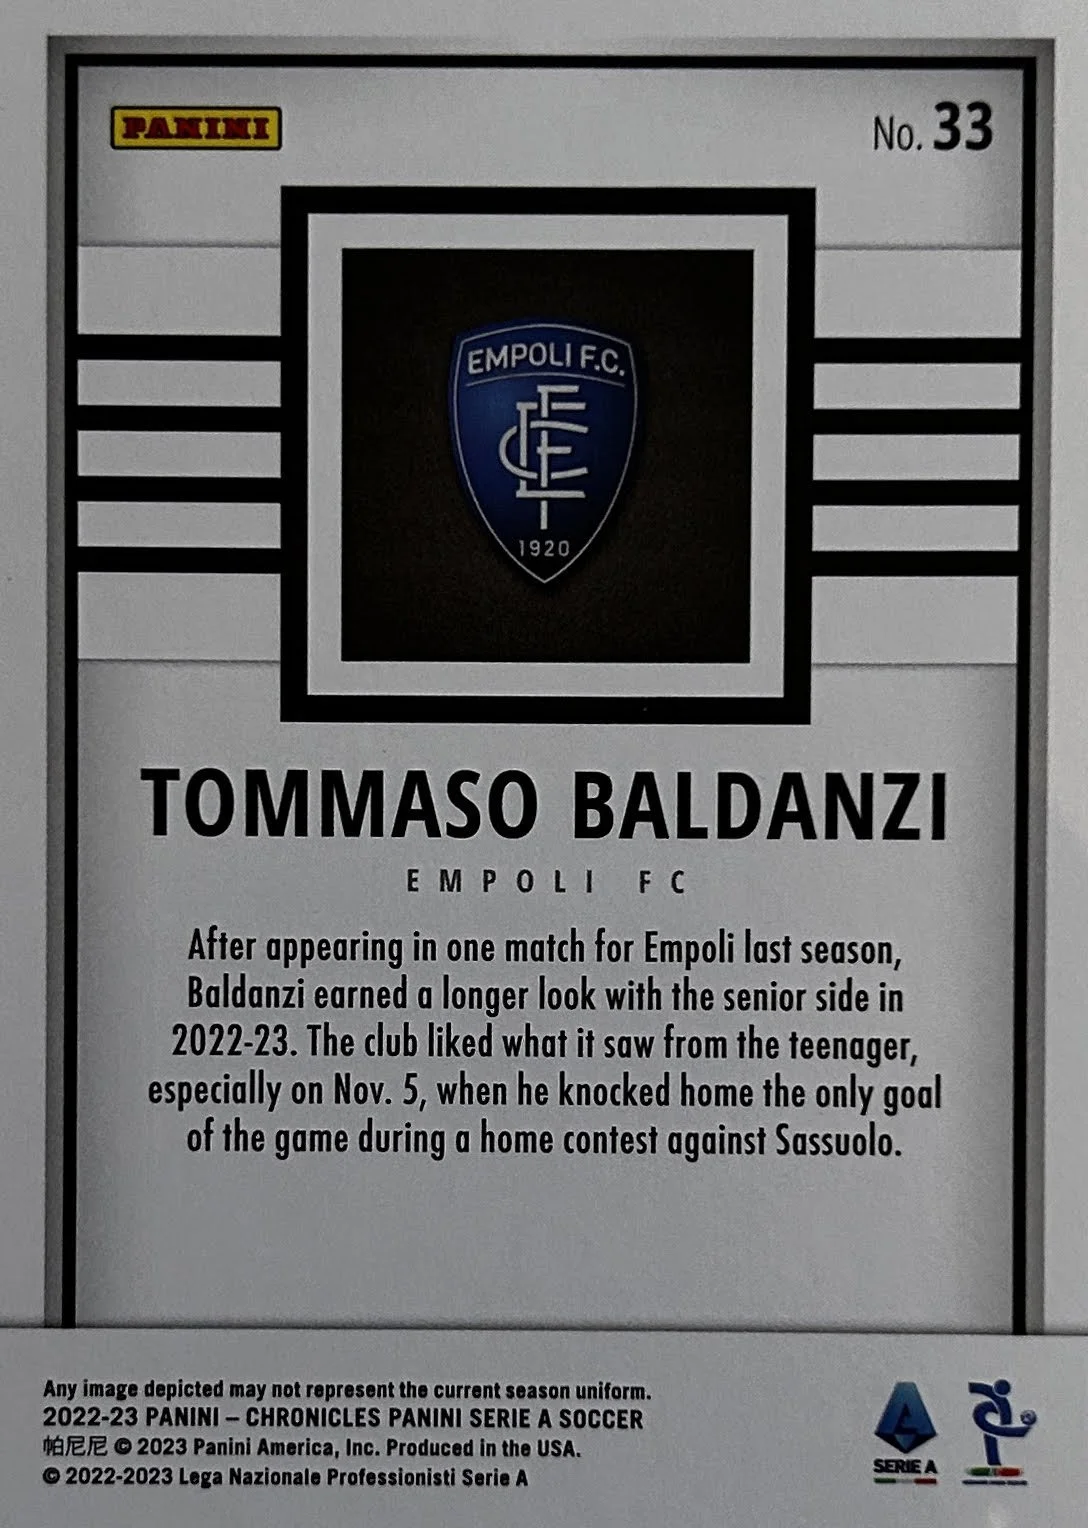 PANINI
No. 33
EMPOLI F.C.
1920
TOMMASO BALDANZI
EMPOLI FC
After appearing in one match for Empoli last season,
Baldanzi earned a longer look with the senior side in
2022-23. The club liked what it saw from the teenager,
especially on Nov. 5, when he knocked home the only goal
of the game during a home contest against Sassuolo.
Any image depicted may not represent the current season uniform.
2022-23 PANINI – CHRONICLES PANINI SERIE A SOCCER
帕尼尼 © 2023 Panini America, Inc. Produced in the USA.
© 2022-2023 Lega Nazionale Professionisti Serie A
SERIE A